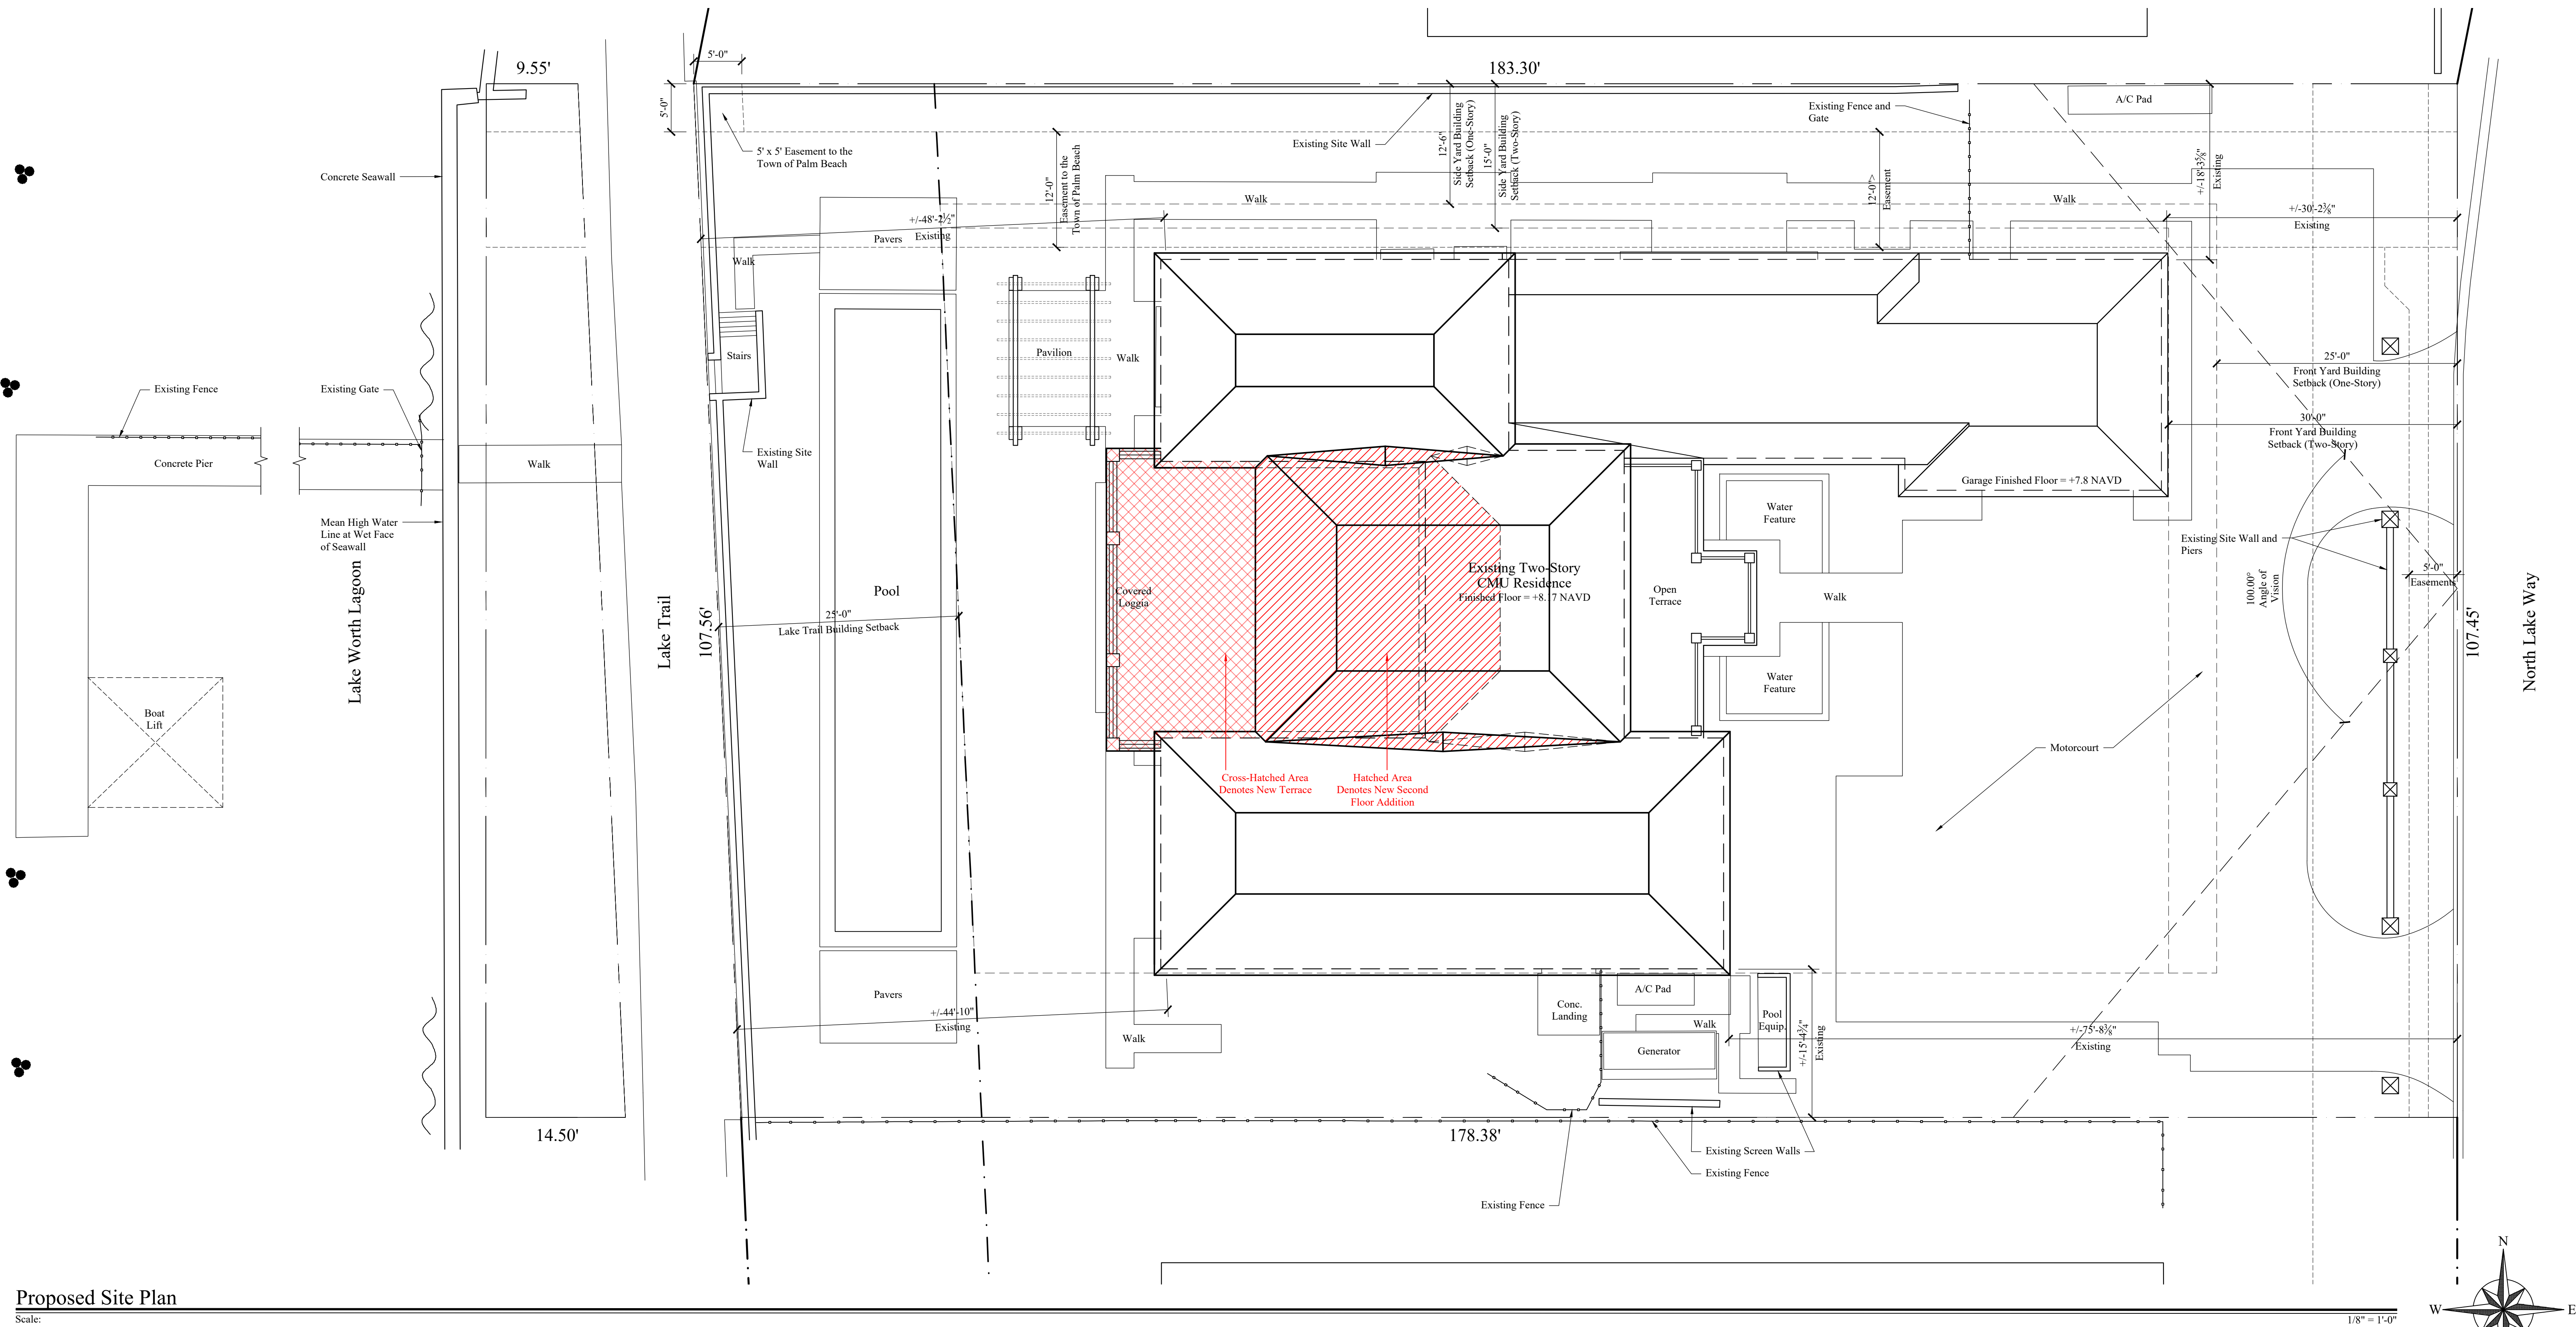 9.55'
5'-0"
183.30'
5'-0"
5' x 5' Easement to the
Town of Palm Beach
Existing Site Wall
12'-6"
Side Yard Building
Setback (One-Story)
15'-0"
Side Yard Building
Setback (Two-Story)
Existing Fence and
Gate
A/C Pad
+/-18'-3⅝"
Existing
Concrete Seawall
12'-0"
Easement to the
Town of Palm Beach
12'-0">
Easement
Walk
Walk
+/-48'-2½"
Existing
Pavers
Walk
+/-30'-2⅜"
Existing
Stairs
Pavilion
Walk
25'-0"
Front Yard Building
Setback (One-Story)
30'-0"
Front Yard Building
Setback (Two-Story)
Existing Fence
Existing Gate
Concrete Pier
Walk
Existing Site
Wall
Garage Finished Floor = +7.8 NAVD
Mean High Water
Line at Wet Face
of Seawall
Water
Feature
Existing Site Wall and
Piers
5'-0"
Easements
100.00°
Angle of
Vision
Lake Worth Lagoon
Lake Trail
107.56'
Pool
25'-0"
Lake Trail Building Setback
Covered
Loggia
Existing Two-Story
CMU Residence
Finished Floor = +8.17 NAVD
Open
Terrace
Walk
107.45'
North Lake Way
Water
Feature
Boat
Lift
Motorcourt
Cross-Hatched Area
Denotes New Terrace
Hatched Area
Denotes New Second
Floor Addition
Pavers
+/-44'-10"
Existing
Walk
Conc.
Landing
A/C Pad
Walk
Generator
Pool
Equip.
+/-15'-4¾"
Existing
+/-75'-8⅜"
Existing
14.50'
178.38'
Existing Screen Walls
Existing Fence
Existing Fence
N
W
E
Proposed Site Plan
Scale:
1/8" = 1'-0"